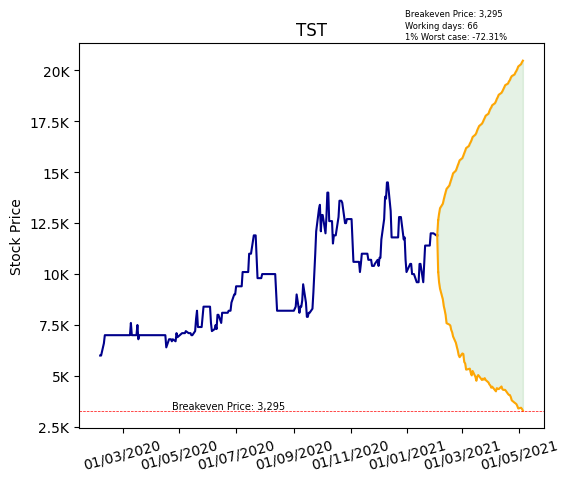 Breakeven Price: 3,295
Working days: 66
1% Worst case: -72.31%
TST
Stock Price
20K
17.5K
15K
12.5K
10K
7.5K
5K
2.5K
Breakeven Price: 3,295
01/03/2020
01/05/2020
01/07/2020
01/09/2020
01/11/2020
01/01/2021
01/03/2021
01/05/2021